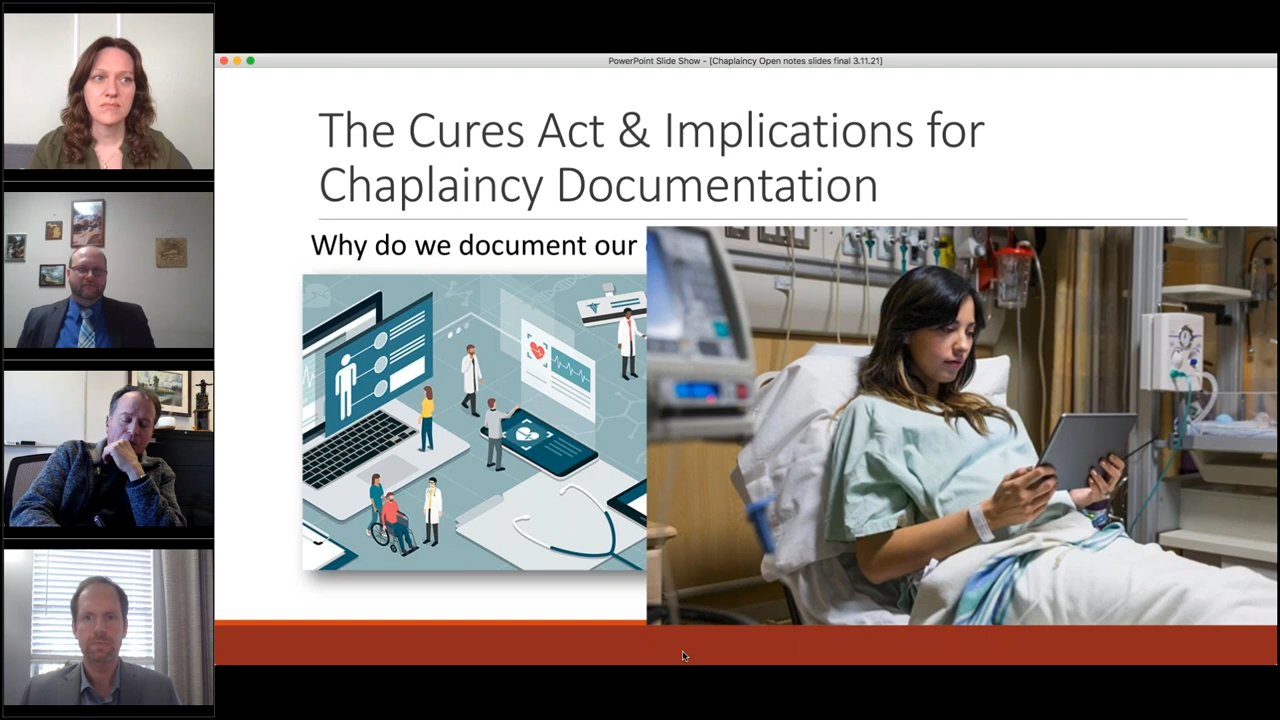 PowerPoint Slide Show - [Chaplaincy Open notes slides final 3.11.21]
The Cures Act & Implications for
Chaplaincy Documentation
Why do we document our